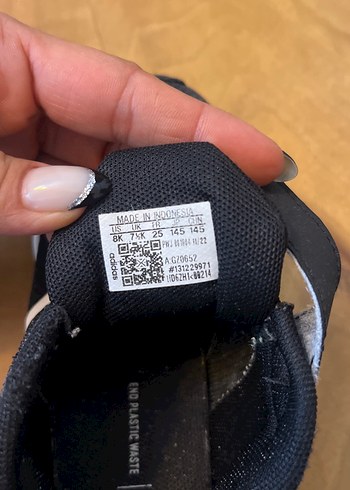 MADE IN INDONESIA
US UK FR JP CHN
8K 7½K 25 145 145
adidas
A:GZ0652
#131229971
END PLASTIC WASTE